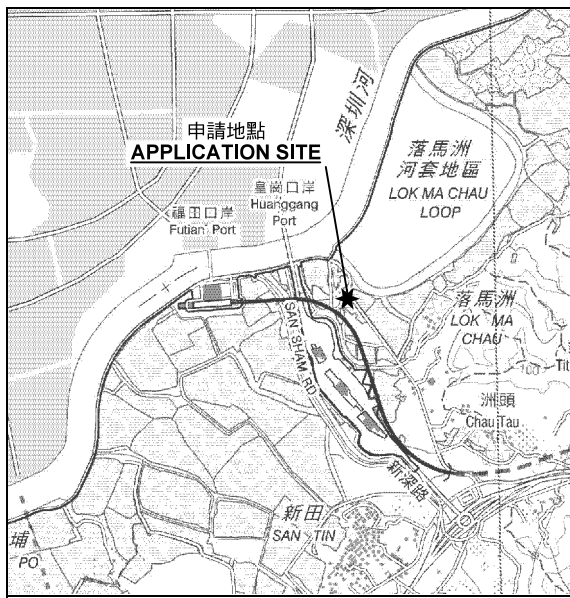 深圳河
申請地點
APPLICATION SITE
落馬洲
河套地區
LOK MA CHAU
LOOP
皇崗口岸
Huanggang
Port
福田口岸
Futian Port
SAN SHAM RD
落馬洲
LOK MA
CHAU
100
Tit
洲頭
Chau Tau
新深路
新田
SAN TIN
埔
PO